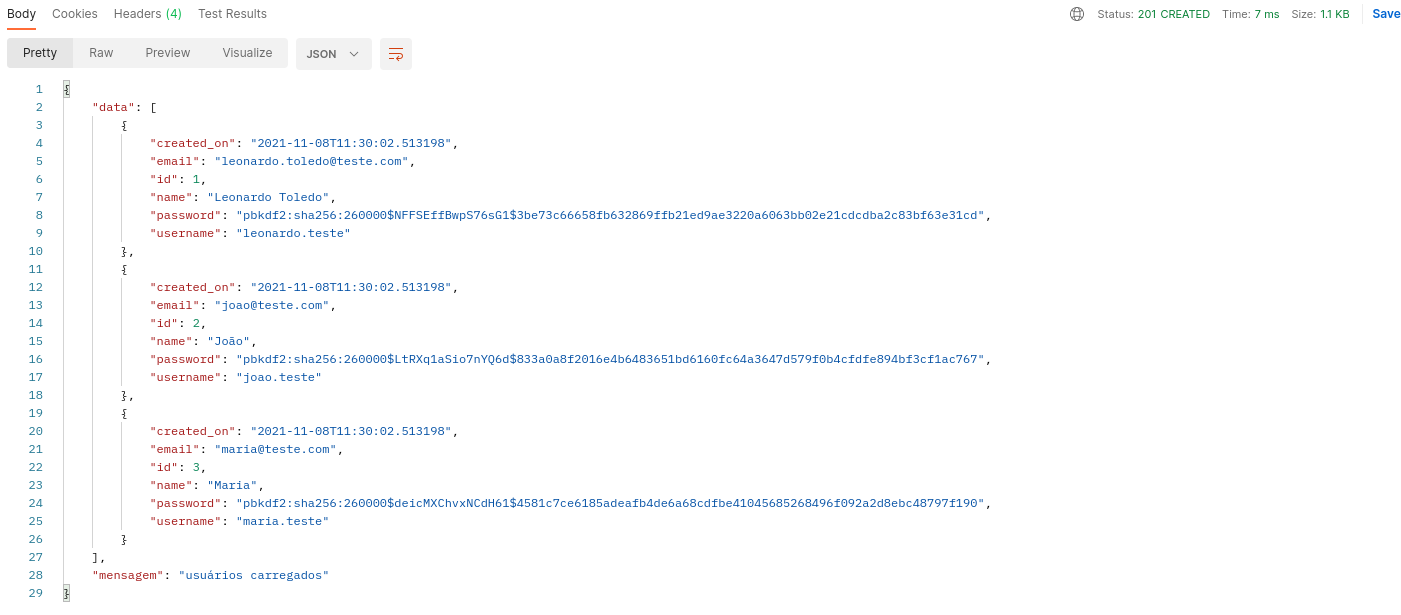 Body Cookies Headers (4) Test Results Status: 201 CREATED Time: 7 ms Size: 1.1 KB Save
Pretty Raw Preview Visualize JSON
1 {
2 "data": [
3 {
4 "created_on": "2021-11-08T11:30:02.513198",
5 "email": "leonardo.toledo@teste.com",
6 "id": 1,
7 "name": "Leonardo Toledo",
8 "password": "pbkdf2:sha256:260000$NFFSEffBwpS76sG1$3be73c66658fb632869ffb21ed9ae3220a6063bb02e21cdcdba2c83bf63e31cd",
9 "username": "leonardo.teste"
10 },
11 {
12 "created_on": "2021-11-08T11:30:02.513198",
13 "email": "joao@teste.com",
14 "id": 2,
15 "name": "João",
16 "password": "pbkdf2:sha256:260000$LtRXq1aSio7nYQ6d$833a0a8f2016e4b6483651bd6160fc64a3647d579f0b4cfdfe894bf3cf1ac767",
17 "username": "joao.teste"
18 },
19 {
20 "created_on": "2021-11-08T11:30:02.513198",
21 "email": "maria@teste.com",
22 "id": 3,
23 "name": "Maria",
24 "password": "pbkdf2:sha256:260000$deicMXChvxNCdH61$4581c7ce6185adeafb4de6a68cdfbe41045685268496f092a2d8ebc48797f190",
25 "username": "maria.teste"
26 }
27 ],
28 "mensagem": "usuários carregados"
29 }